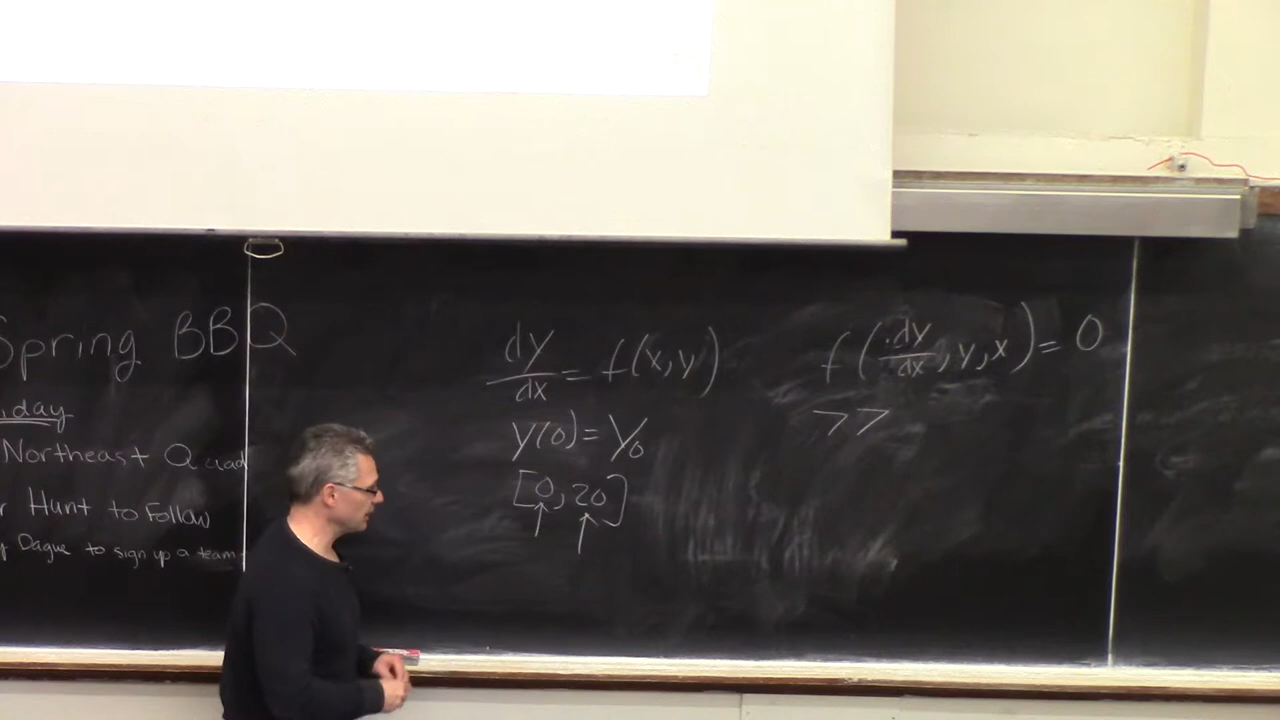 Spring BBQ
Northeast Quad
Hunt to Follow
Dague to sign up a team
dy/dx = f(x,y)
y(0) = y₀
[0,20]
f(dy/dx, y, x) = 0
>>